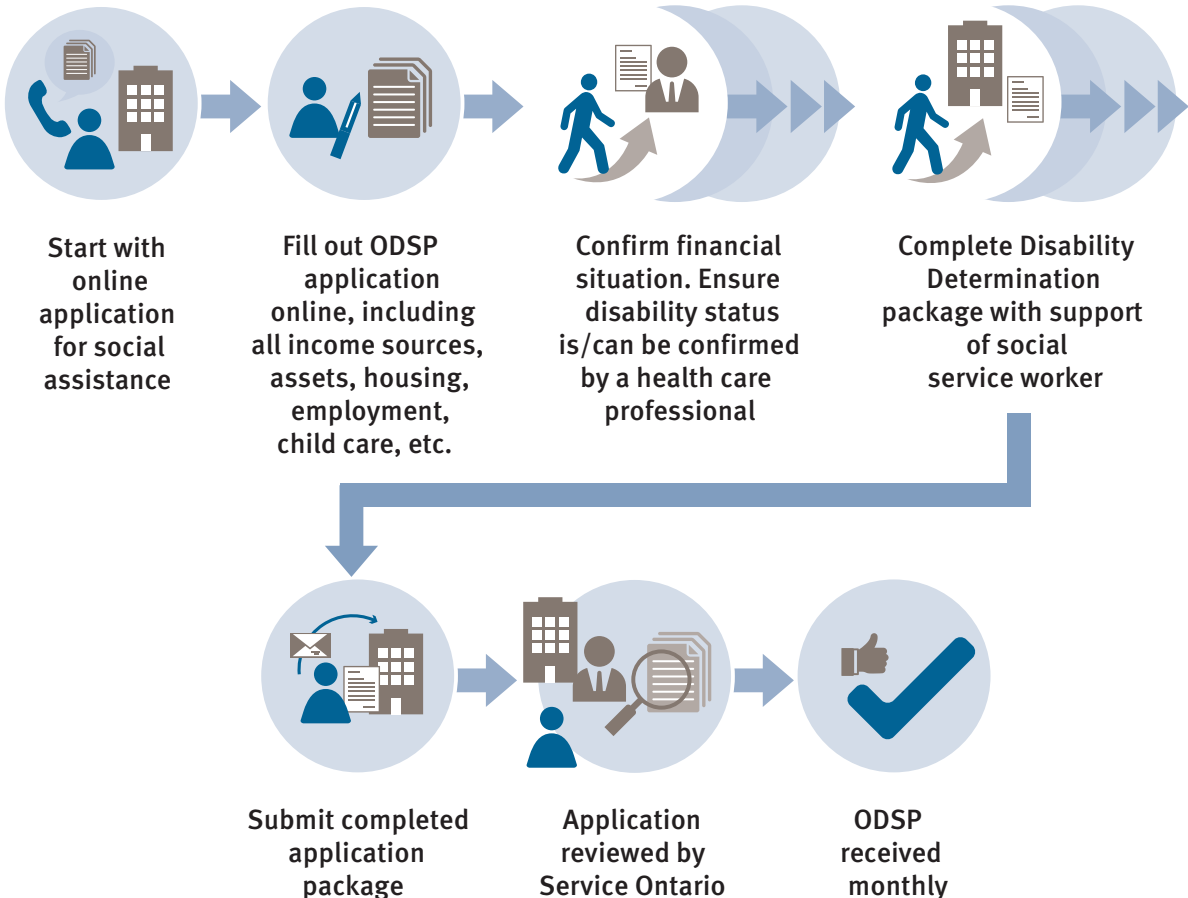 Start with
online
application
for social
assistance
Fill out ODSP
application
online, including
all income sources,
assets, housing,
employment,
child care, etc.
Confirm financial
situation. Ensure
disability status
is/can be confirmed
by a health care
professional
Complete Disability
Determination
package with support
of social
service worker
Submit completed
application
package
Application
reviewed by
Service Ontario
ODSP
received
monthly